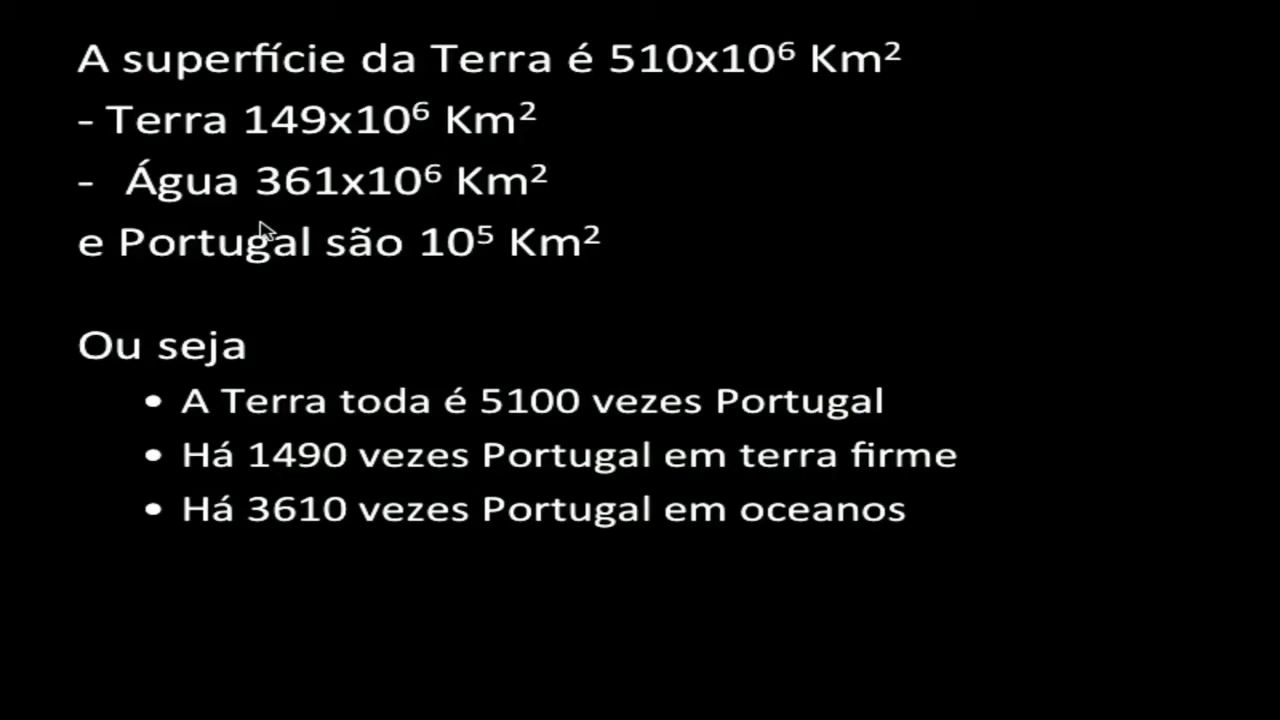 A superfície da Terra é 510x10⁶ Km²
- Terra 149x10⁶ Km²
- Água 361x10⁶ Km²
e Portugal são 10⁵ Km²
Ou seja
• A Terra toda é 5100 vezes Portugal
• Há 1490 vezes Portugal em terra firme
• Há 3610 vezes Portugal em oceanos